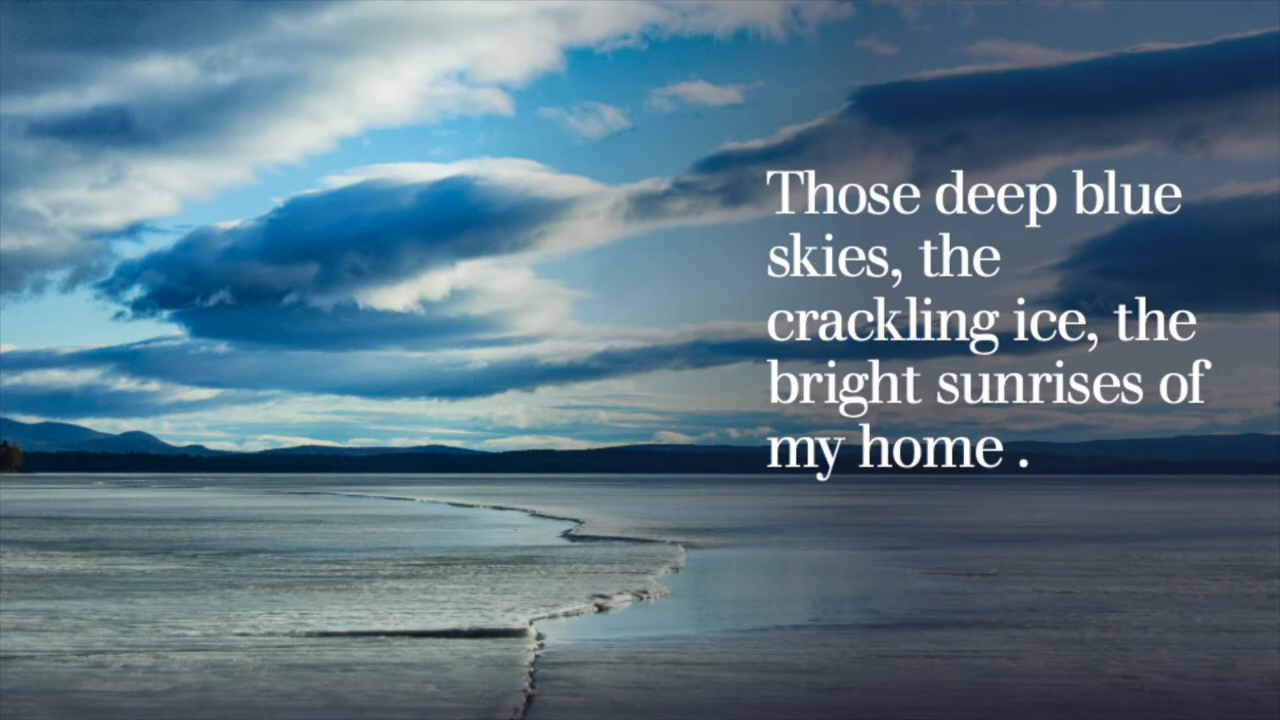 Those deep blue
skies, the
crackling ice, the
bright sunrises of
my home .